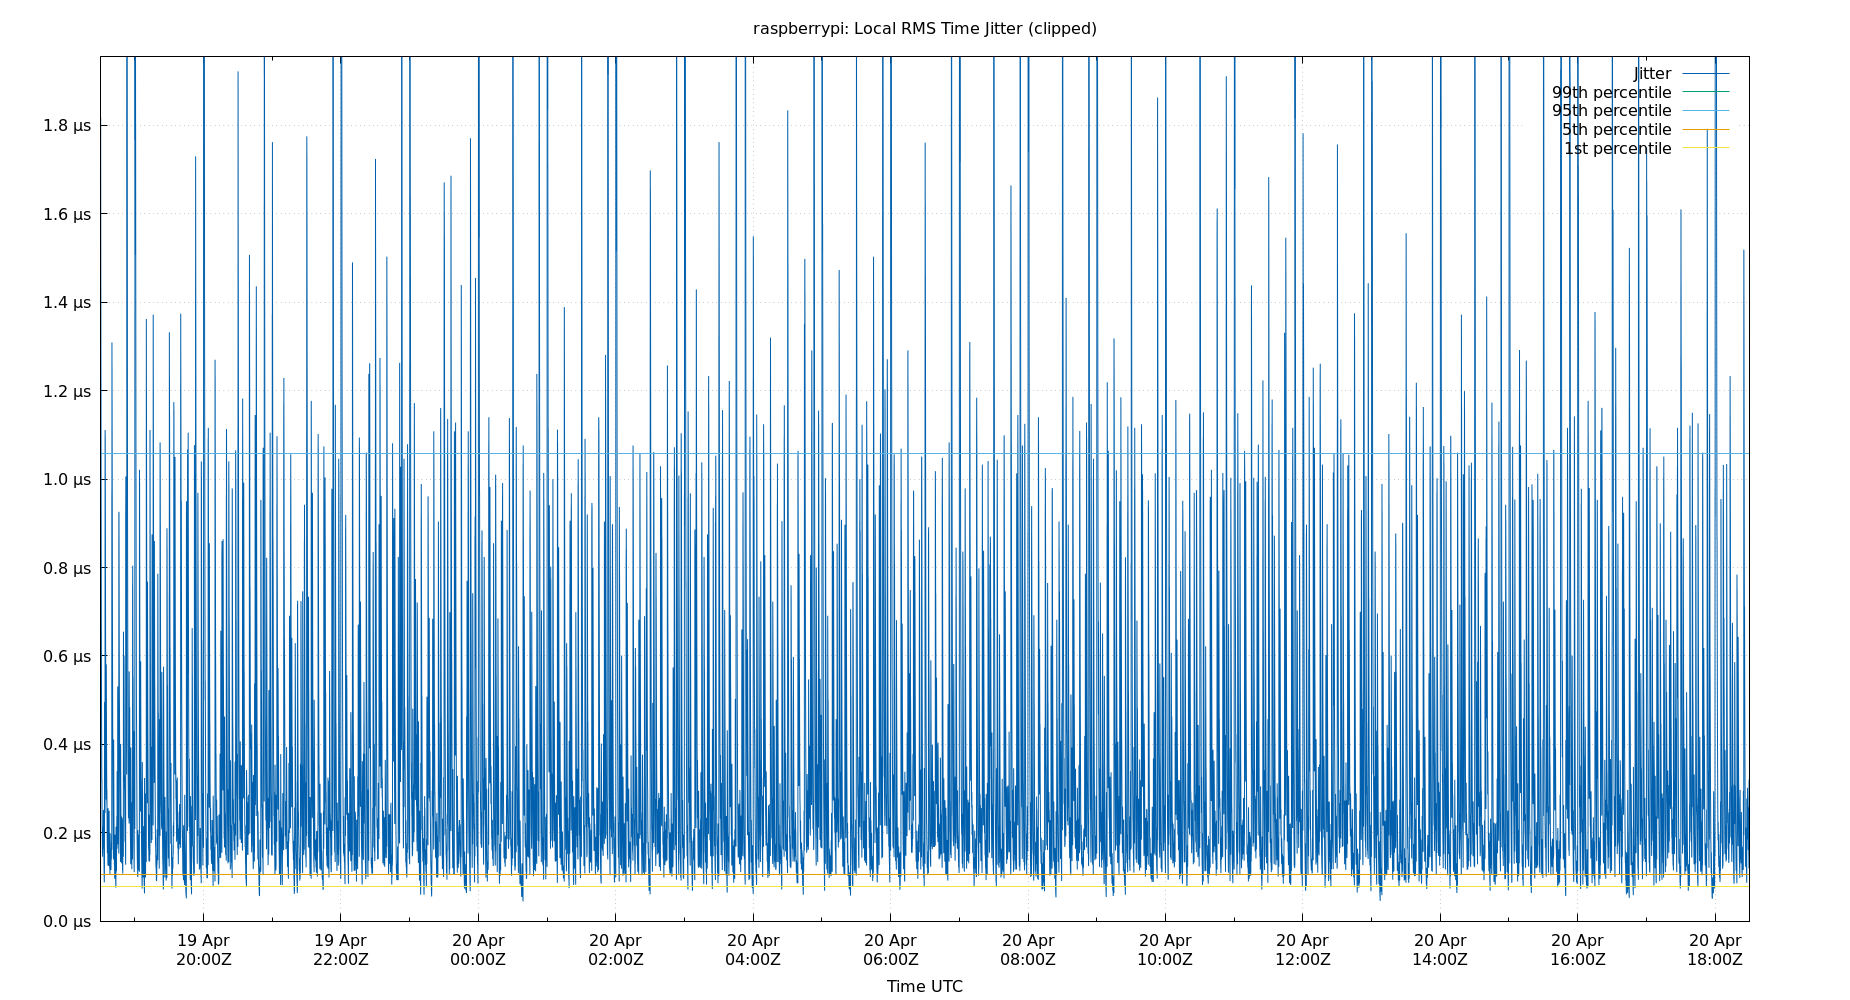 raspberrypi: Local RMS Time Jitter (clipped)
Jitter
99th percentile
95th percentile
5th percentile
1st percentile
1.8 µs
1.6 µs
1.4 µs
1.2 µs
1.0 µs
0.8 µs
0.6 µs
0.4 µs
0.2 µs
0.0 µs
19 Apr 19 Apr 20 Apr 20 Apr 20 Apr 20 Apr 20 Apr 20 Apr 20 Apr 20 Apr 20 Apr 20 Apr
20:00Z 22:00Z 00:00Z 02:00Z 04:00Z 06:00Z 08:00Z 10:00Z 12:00Z 14:00Z 16:00Z 18:00Z
Time UTC